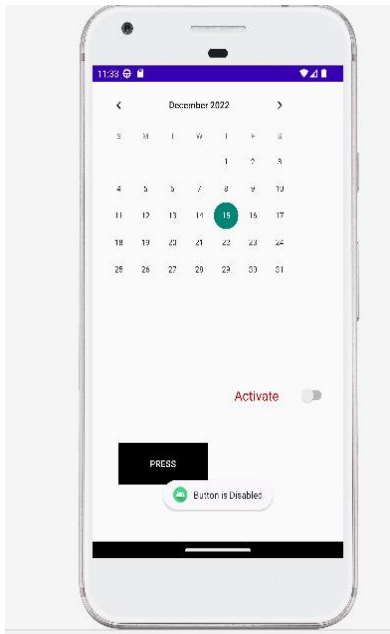 11:33
December 2022
S M T W T F S
1 2 3
4 5 6 7 8 9 10
11 12 13 14 15 16 17
18 19 20 21 22 23 24
25 26 27 28 29 30 31
Activate
PRESS
Button is Disabled